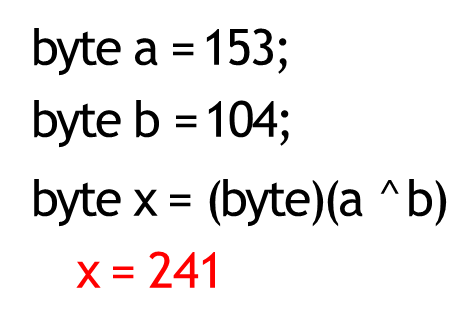 byte a = 153;
byte b = 104;
byte x = (byte)(a ^ b)
x = 241